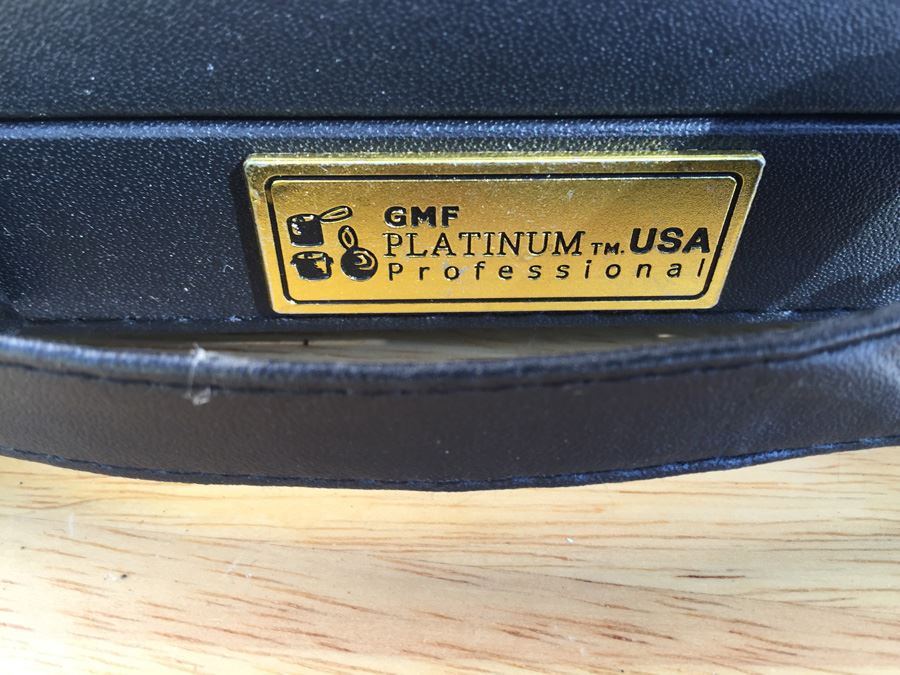 GMF
PLATINUM TM. USA
Professional